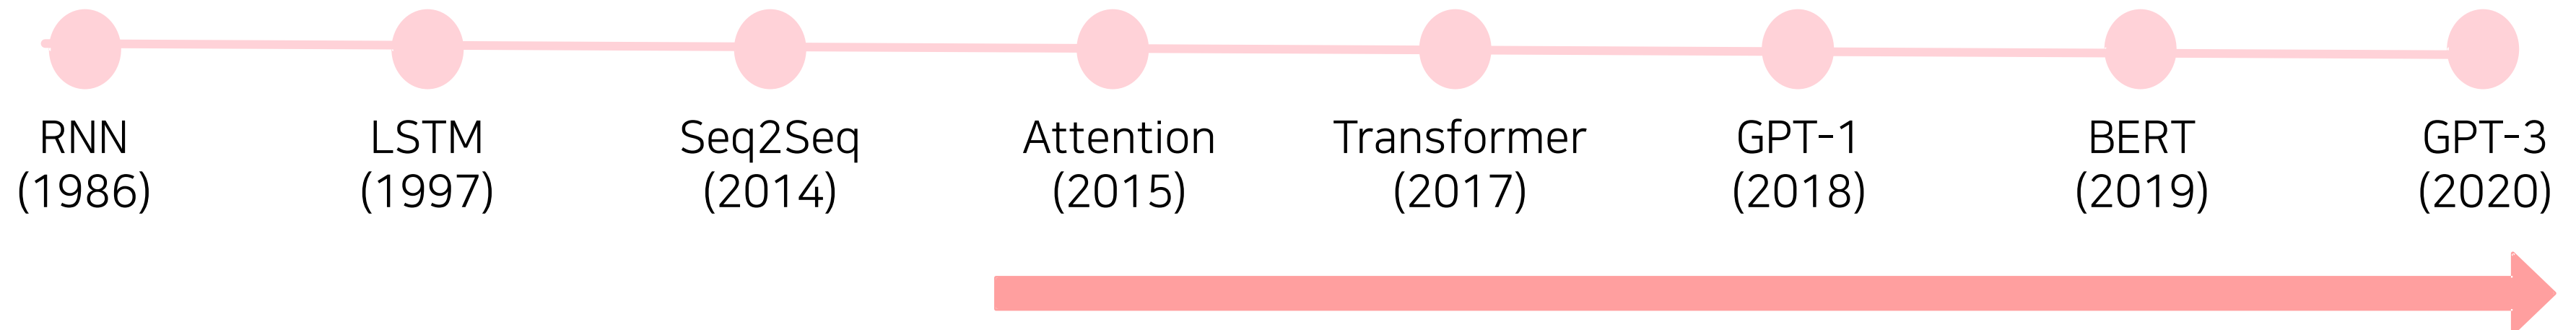 RNN
(1986)
LSTM
(1997)
Seq2Seq
(2014)
Attention
(2015)
Transformer
(2017)
GPT-1
(2018)
BERT
(2019)
GPT-3
(2020)